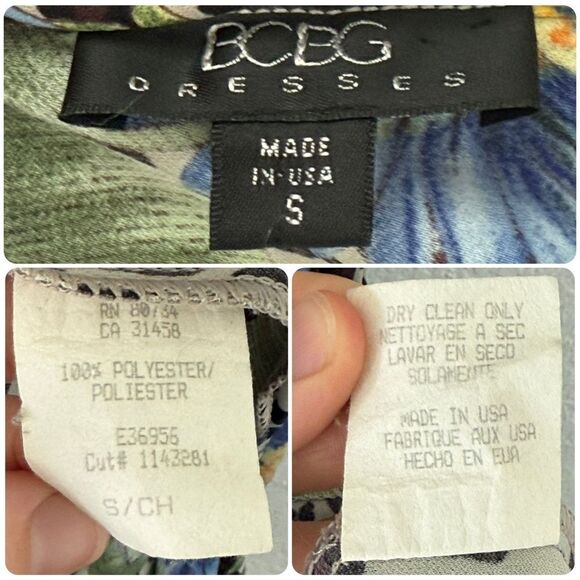 BCBG
DRESSES
MADE
IN-USA
S
RN 80734
CA 31458
100% POLYESTER/
POLIESTER
E36956
Cut# 1143281
S/CH
DRY CLEAN ONLY
NETTOYAGE A SEC
LAVAR EN SECO
SOLAMENTE
MADE IN USA
FABRIQUE AUX USA
HECHO EN EUA